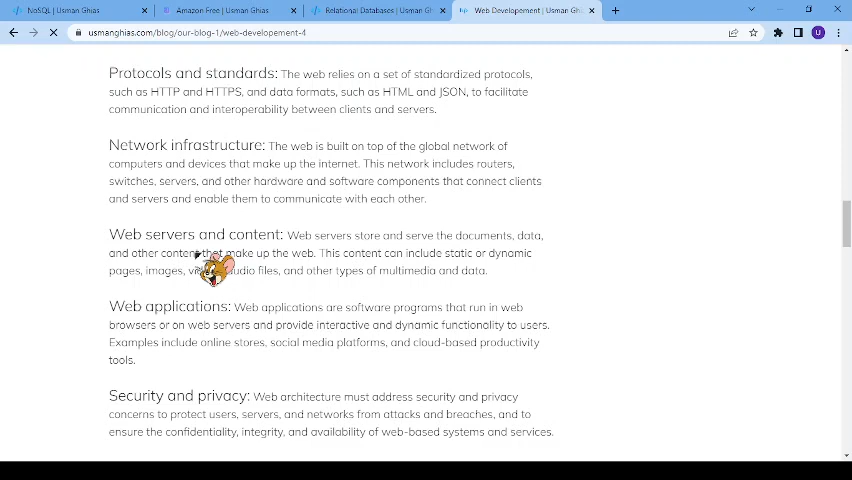 NoSQL | Usman Ghias
Amazon Free | Usman Ghias
Relational Databases | Usman Gh
Web Developement | Usman Ghi
usmanghias.com/blog/our-blog-1/web-developement-4
U
Protocols and standards: The web relies on a set of standardized protocols,
such as HTTP and HTTPS, and data formats, such as HTML and JSON, to facilitate
communication and interoperability between clients and servers.
Network infrastructure: The web is built on top of the global network of
computers and devices that make up the internet. This network includes routers,
switches, servers, and other hardware and software components that connect clients
and servers and enable them to communicate with each other.
Web servers and content: Web servers store and serve the documents, data,
and other content that make up the web. This content can include static or dynamic
pages, images, audio files, and other types of multimedia and data.
Web applications: Web applications are software programs that run in web
browsers or on web servers and provide interactive and dynamic functionality to users.
Examples include online stores, social media platforms, and cloud-based productivity
tools.
Security and privacy: Web architecture must address security and privacy
concerns to protect users, servers, and networks from attacks and breaches, and to
ensure the confidentiality, integrity, and availability of web-based systems and services.